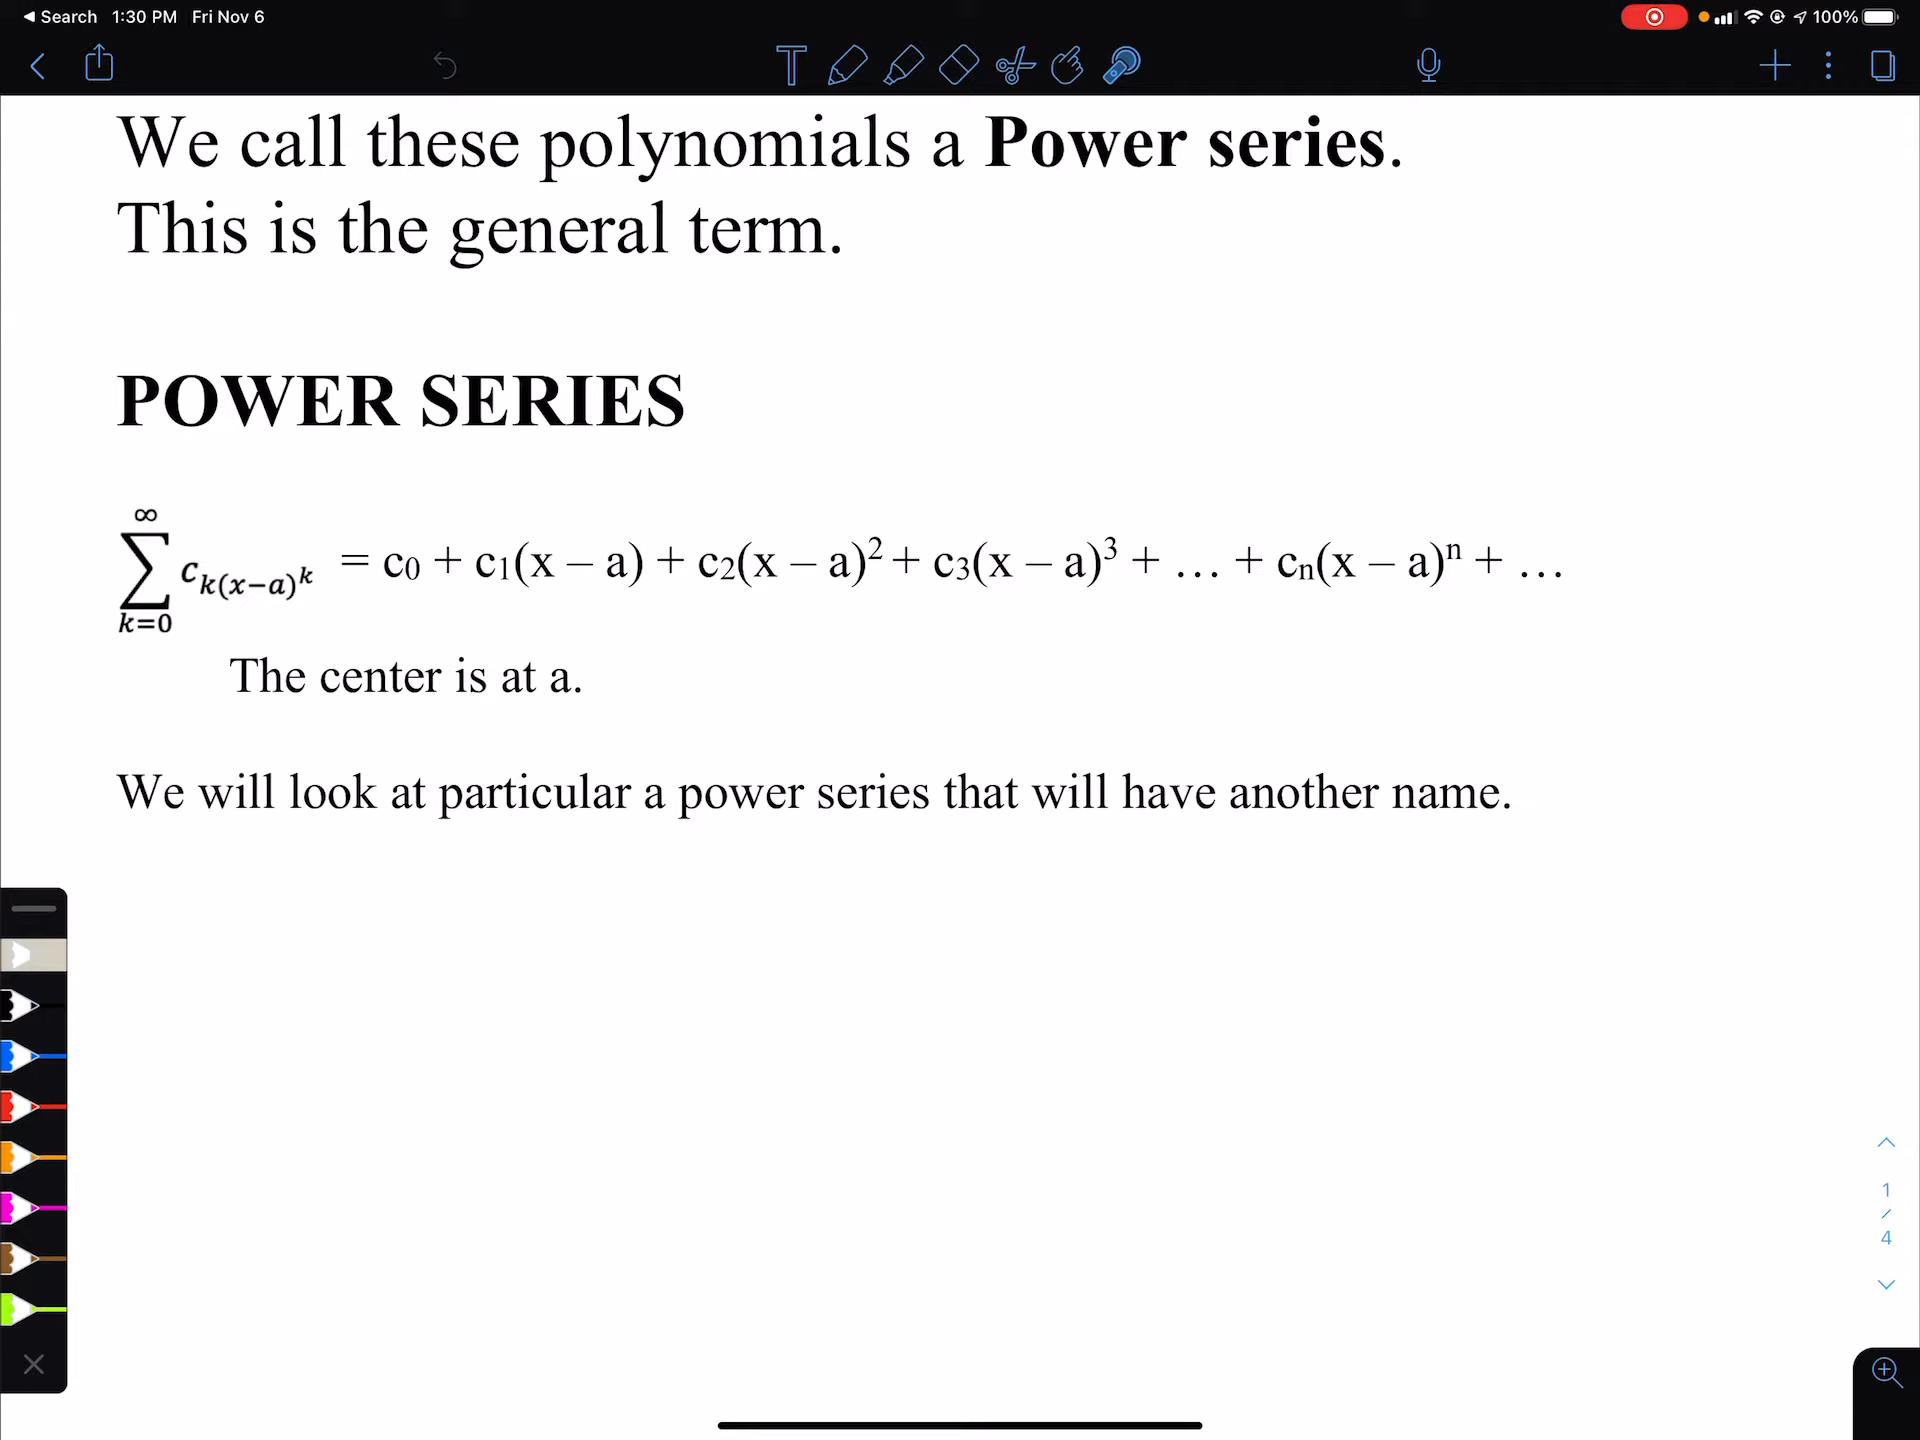 Search 1:30 PM Fri Nov 6 100%
We call these polynomials a Power series.
This is the general term.
POWER SERIES
∑_{k=0}^{∞} c_{k(x−a)^k} = c₀ + c₁(x – a) + c₂(x – a)² + c₃(x – a)³ + … + cₙ(x – a)ⁿ + …
The center is at a.
We will look at particular a power series that will have another name.
1
/
4